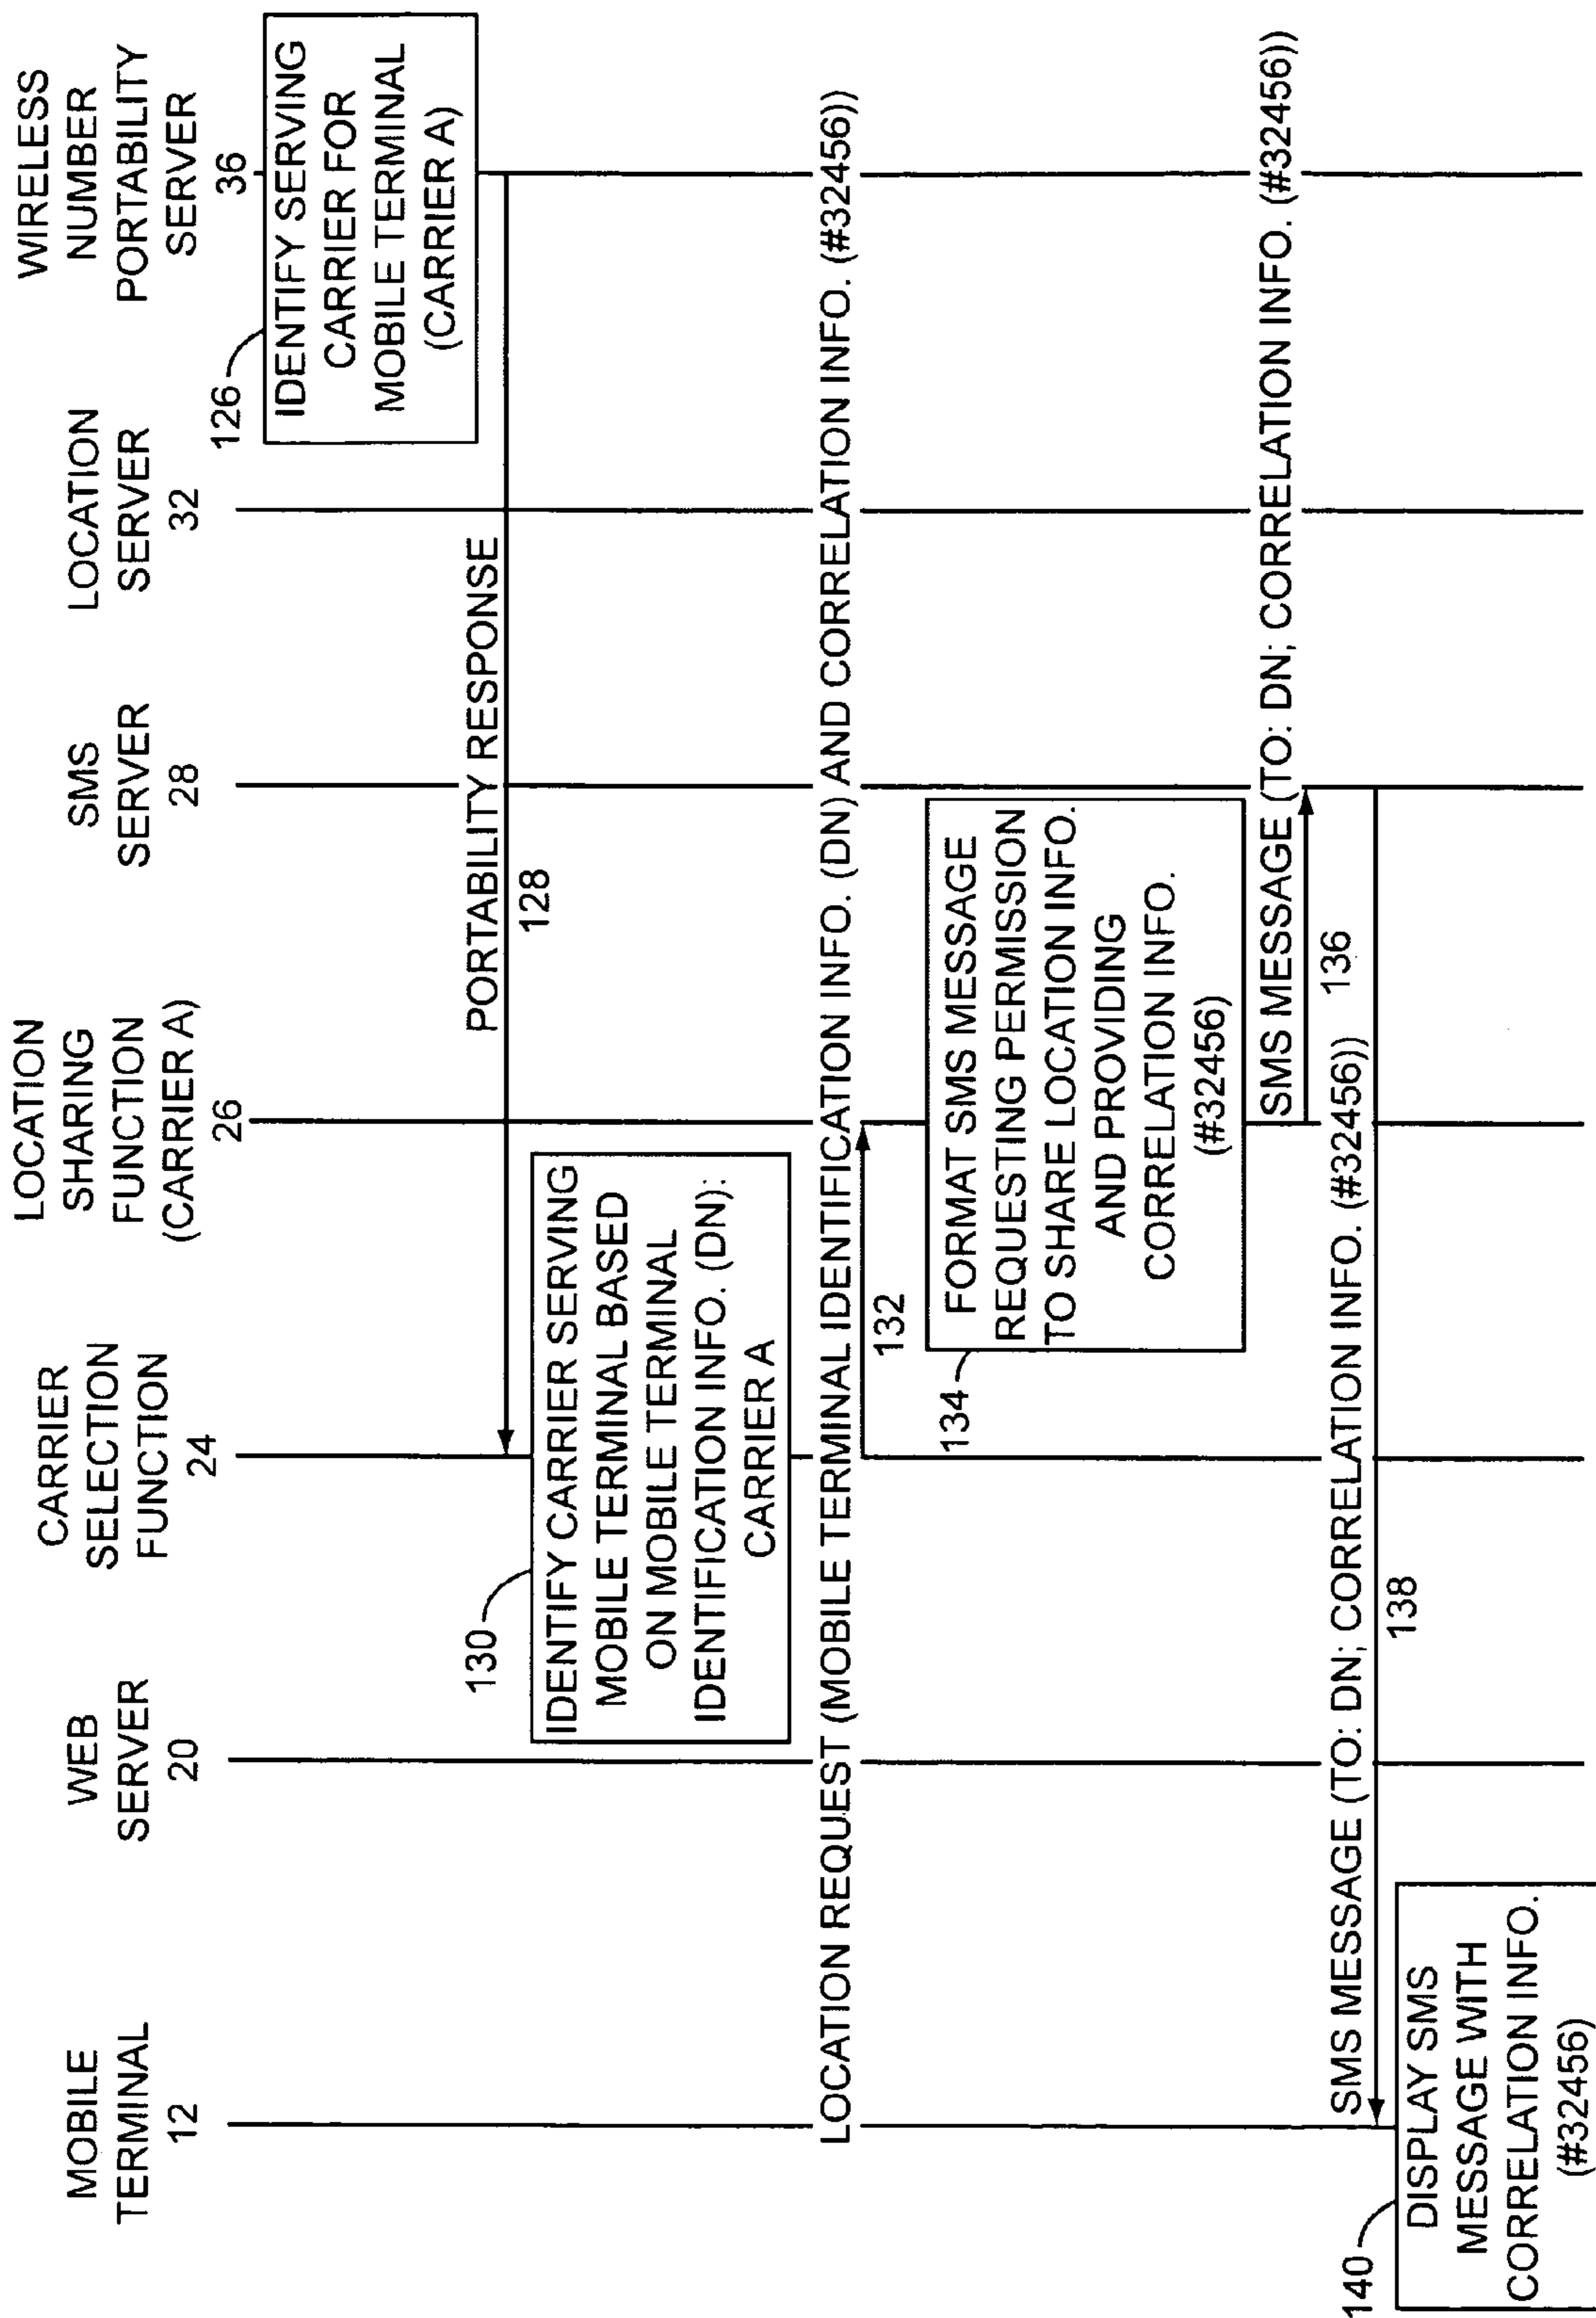 MOBILE
TERMINAL
12
WEB
SERVER
20
CARRIER
SELECTION
FUNCTION
24
LOCATION
SHARING
FUNCTION
(CARRIER A)
26
SMS
SERVER
28
LOCATION
SERVER
32
WIRELESS
NUMBER
PORTABILITY
SERVER
36
126
IDENTIFY SERVING
CARRIER FOR
MOBILE TERMINAL
(CARRIER A)
PORTABILITY RESPONSE
128
130
IDENTIFY CARRIER SERVING
MOBILE TERMINAL BASED
ON MOBILE TERMINAL
IDENTIFICATION INFO. (DN):
CARRIER A
LOCATION REQUEST (MOBILE TERMINAL IDENTIFICATION INFO. (DN) AND CORRELATION INFO. (#32456))
132
134
FORMAT SMS MESSAGE
REQUESTING PERMISSION
TO SHARE LOCATION INFO.
AND PROVIDING
CORRELATION INFO.
(#32456)
SMS MESSAGE (TO: DN; CORRELATION INFO. (#32456))
136
SMS MESSAGE (TO: DN; CORRELATION INFO. (#32456))
138
140
DISPLAY SMS
MESSAGE WITH
CORRELATION INFO.
(#32456)